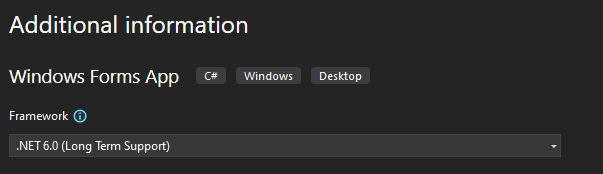 Additional information
Windows Forms App C# Windows Desktop
Framework
.NET 6.0 (Long Term Support)